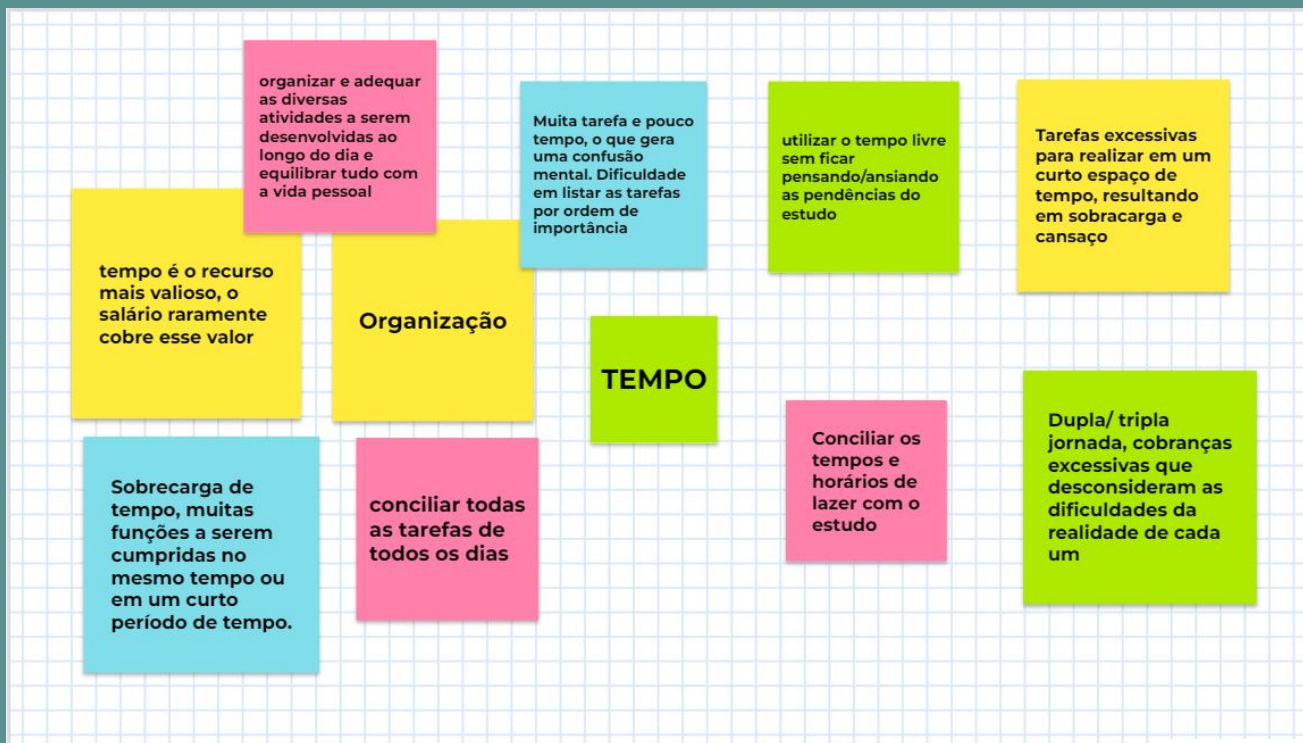 organizar e adequar
as diversas
atividades a serem
desenvolvidas ao
longo do dia e
equilibrar tudo com
a vida pessoal
Muita tarefa e pouco
tempo, o que gera
uma confusão
mental. Dificuldade
em listar as tarefas
por ordem de
importância
utilizar o tempo livre
sem ficar
pensando/ansiando
as pendências do
estudo
Tarefas excessivas
para realizar em um
curto espaço de
tempo, resultando
em sobracarga e
cansaço
tempo é o recurso
mais valioso, o
salário raramente
cobre esse valor
Organização
TEMPO
Sobrecarga de
tempo, muitas
funções a serem
cumpridas no
mesmo tempo ou
em um curto
período de tempo.
conciliar todas
as tarefas de
todos os dias
Conciliar os
tempos e
horários de
lazer com o
estudo
Dupla/ tripla
jornada, cobranças
excessivas que
desconsideram as
dificuldades da
realidade de cada
um